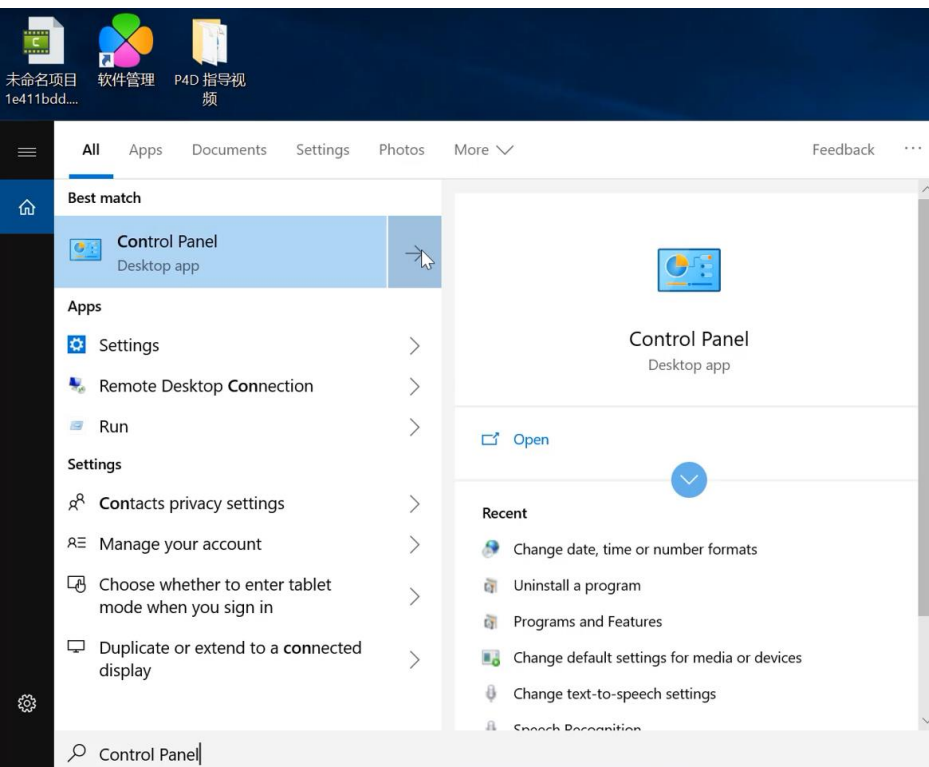 未命名项目
1e411bdd....
软件管理
P4D 指导视
频
All Apps Documents Settings Photos More Feedback ...
Best match
Control Panel
Desktop app
Apps
Settings
Remote Desktop Connection
Run
Settings
Contacts privacy settings
Manage your account
Choose whether to enter tablet
mode when you sign in
Duplicate or extend to a connected
display
Control Panel
Desktop app
Open
Recent
Change date, time or number formats
Uninstall a program
Programs and Features
Change default settings for media or devices
Change text-to-speech settings
Speech Recognition
Control Panel